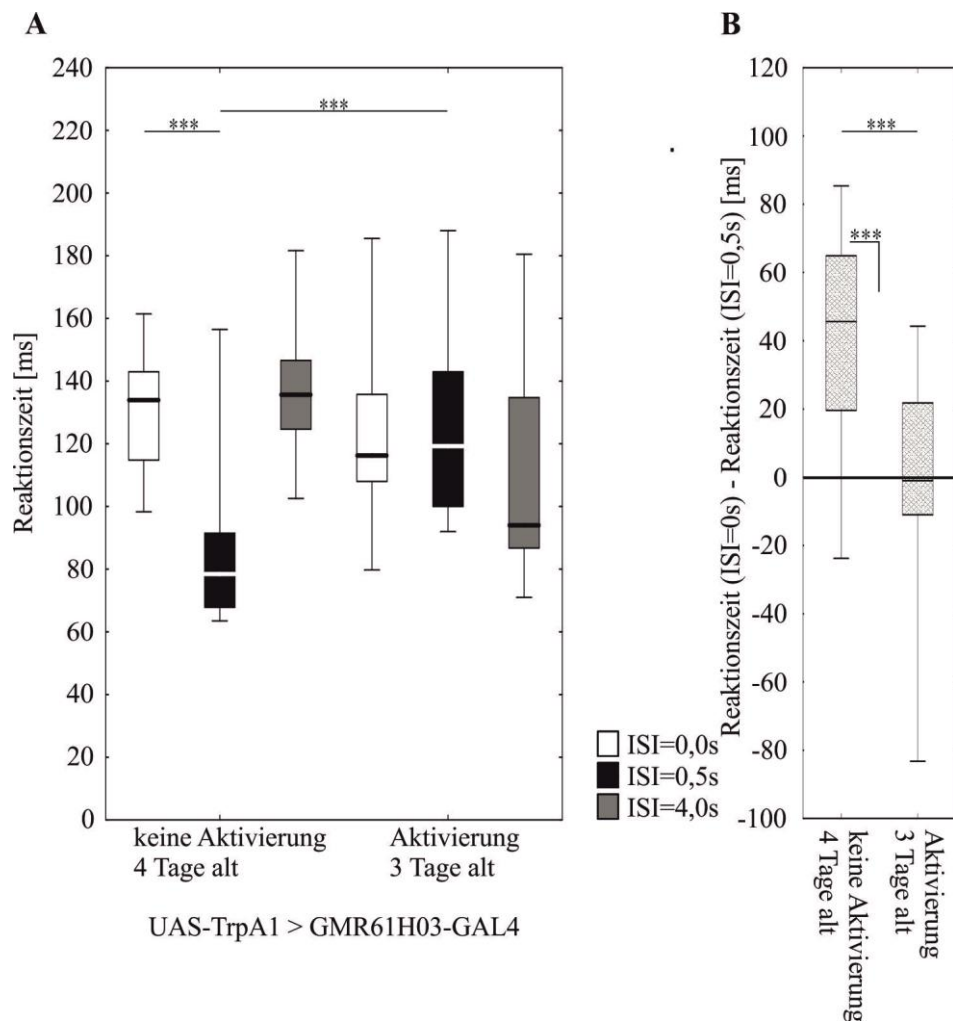 A
240
220
200
180
160
140
120
100
80
60
40
20
0
Reaktionszeit [ms]
***
***
keine Aktivierung
4 Tage alt
Aktivierung
3 Tage alt
UAS-TrpA1 > GMR61H03-GAL4
ISI=0,0s
ISI=0,5s
ISI=4,0s
B
120
100
80
60
40
20
0
-20
-40
-60
-80
-100
Reaktionszeit (ISI=0s) - Reaktionszeit (ISI=0,5s) [ms]
***
***
keine Aktivierung
4 Tage alt
Aktivierung
3 Tage alt